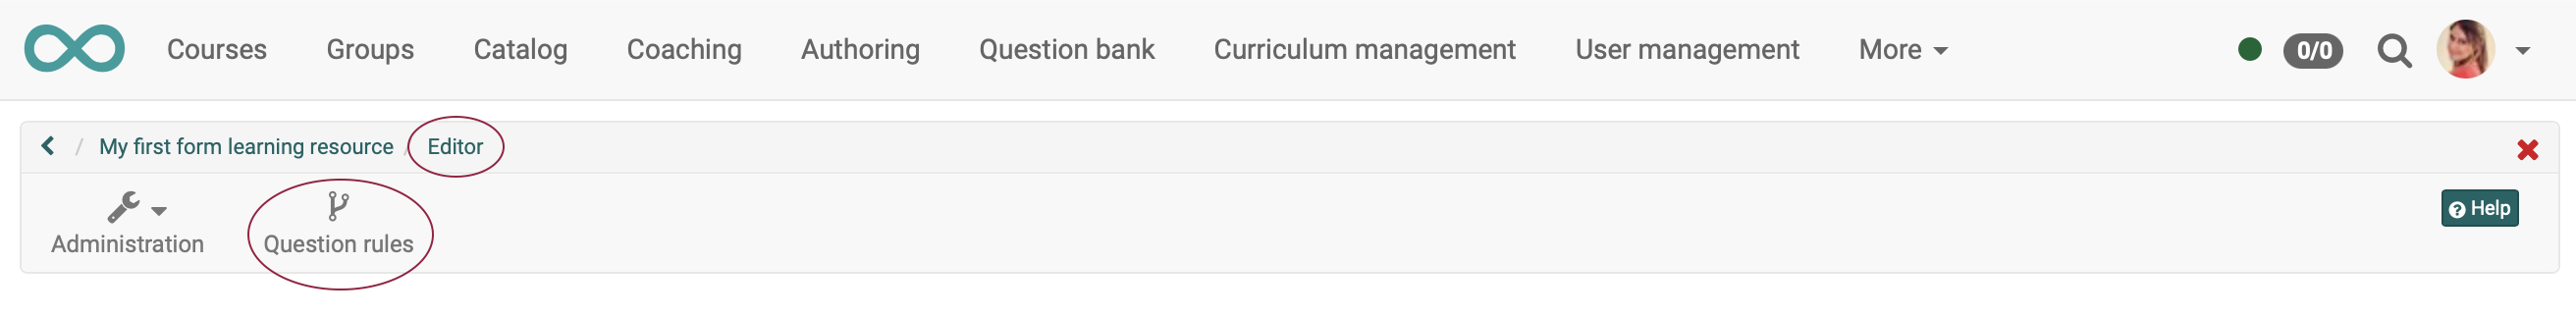 Courses Groups Catalog Coaching Authoring Question bank Curriculum management User management More 0/0
/ My first form learning resource / Editor
Administration Question rules Help